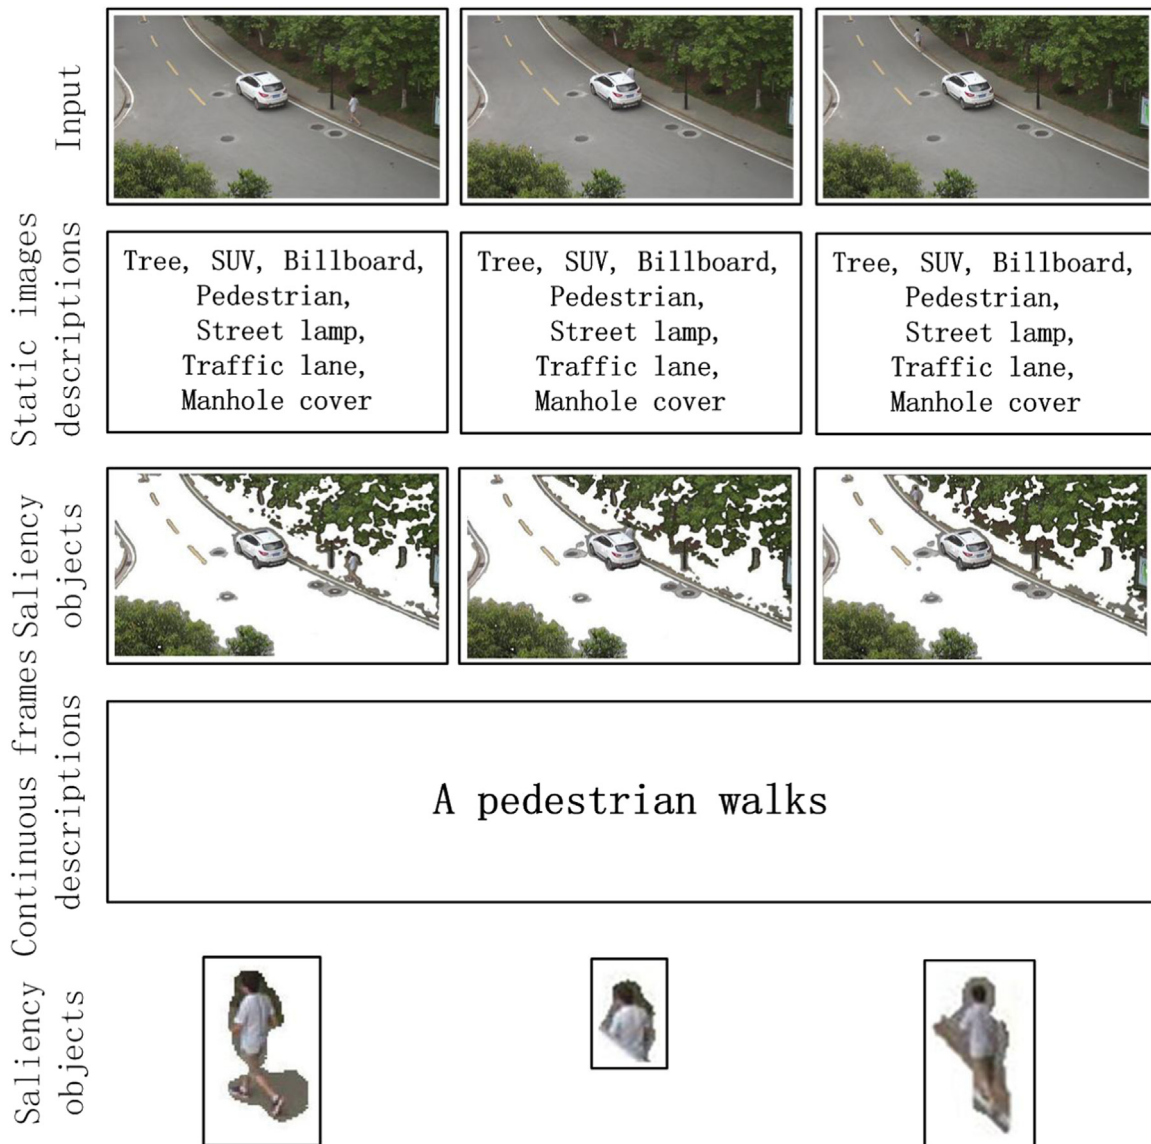 Input
Static images
descriptions
Tree, SUV, Billboard,
Pedestrian,
Street lamp,
Traffic lane,
Manhole cover
Tree, SUV, Billboard,
Pedestrian,
Street lamp,
Traffic lane,
Manhole cover
Tree, SUV, Billboard,
Pedestrian,
Street lamp,
Traffic lane,
Manhole cover
Saliency
objects
Continuous frames
descriptions
A pedestrian walks
Saliency
objects